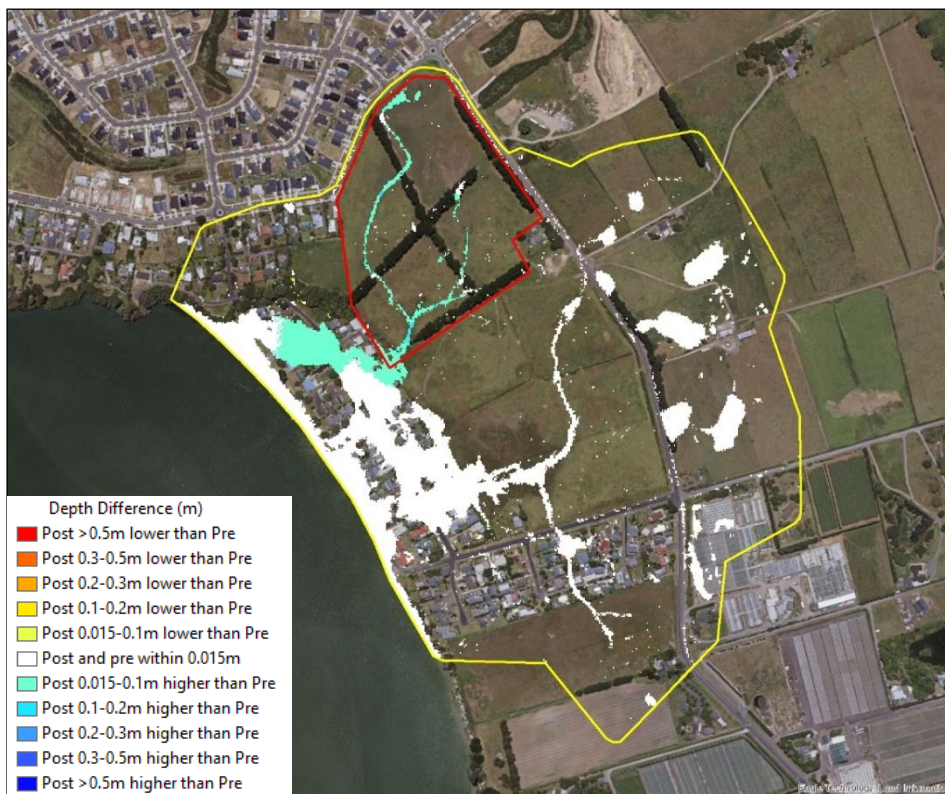 Depth Difference (m)
Post >0.5m lower than Pre
Post 0.3-0.5m lower than Pre
Post 0.2-0.3m lower than Pre
Post 0.1-0.2m lower than Pre
Post 0.015-0.1m lower than Pre
Post and pre within 0.015m
Post 0.015-0.1m higher than Pre
Post 0.1-0.2m higher than Pre
Post 0.2-0.3m higher than Pre
Post 0.3-0.5m higher than Pre
Post >0.5m higher than Pre
Eagle Technology, Land Informatio